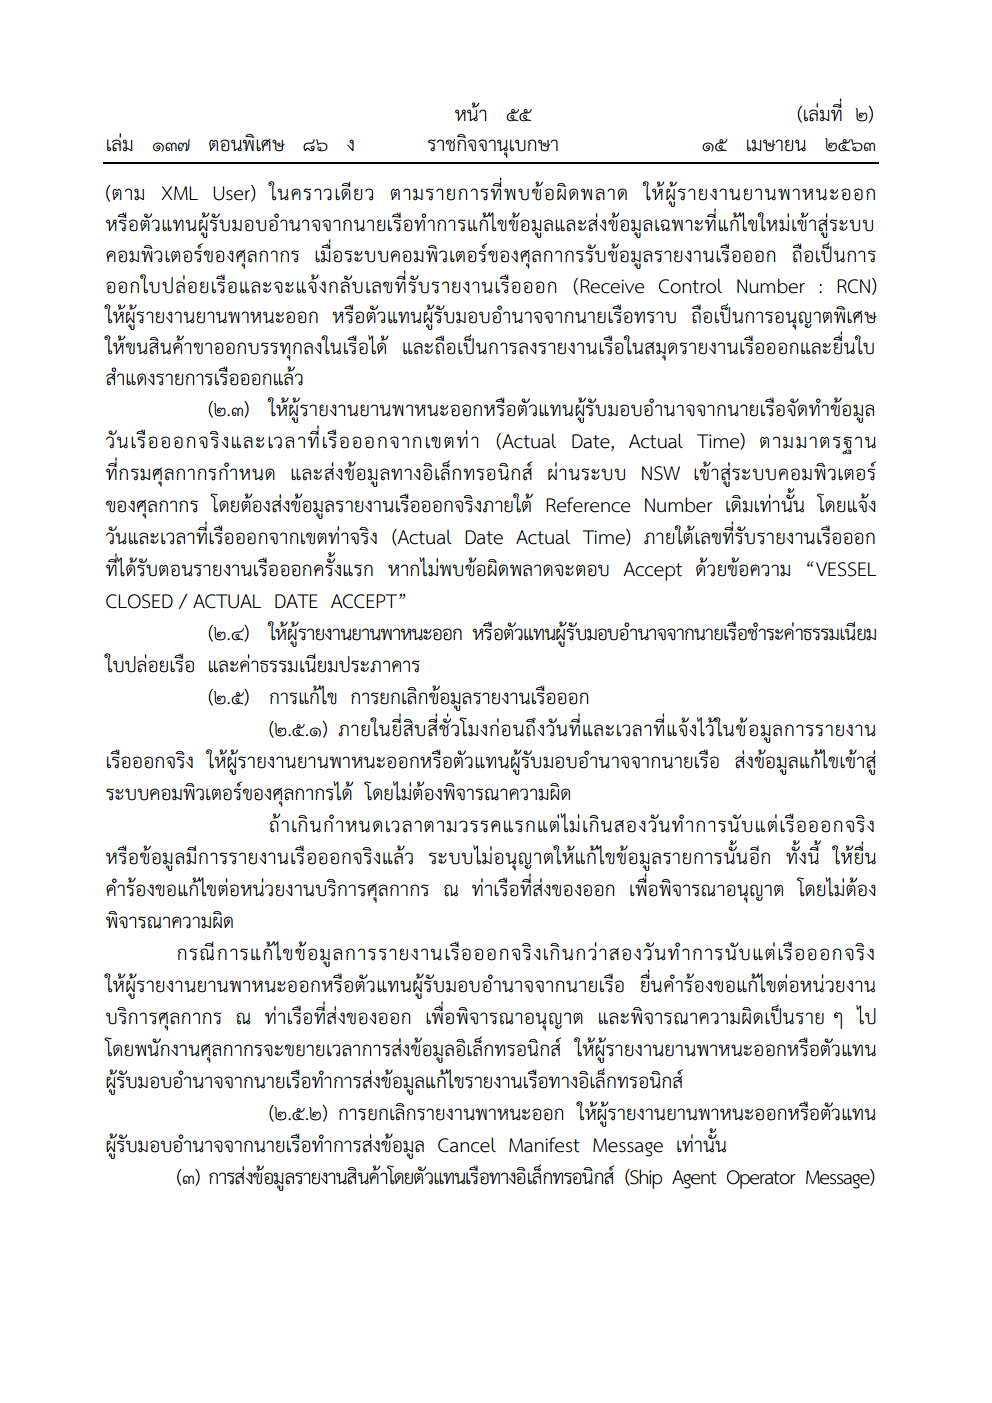 หน้า ๕๕
(เล่มที่ ๒)
เล่ม ๑๓๗ ตอนพิเศษ ๘๖ ง ราชกิจจานุเบกษา ๑๕ เมษายน ๒๕๖๓
(ตาม XML User) ในคราวเดียว ตามรายการที่พบข้อผิดพลาด ให้ผู้รายงานยานพาหนะออก
หรือตัวแทนผู้รับมอบอำนาจจากนายเรือทำการแก้ไขข้อมูลและส่งข้อมูลเฉพาะที่แก้ไขใหม่เข้าสู่ระบบ
คอมพิวเตอร์ของศุลกากร เมื่อระบบคอมพิวเตอร์ของศุลกากรรับข้อมูลรายงานเรือออก ถือเป็นการ
ออกใบปล่อยเรือและจะแจ้งกลับเลขที่รับรายงานเรือออก (Receive Control Number : RCN)
ให้ผู้รายงานยานพาหนะออก หรือตัวแทนผู้รับมอบอำนาจจากนายเรือทราบ ถือเป็นการอนุญาตพิเศษ
ให้ขนสินค้าขาออกบรรทุกลงในเรือได้ และถือเป็นการลงรายงานเรือในสมุดรายงานเรือออกและยื่นใบ
สำแดงรายการเรือออกแล้ว
(๒.๓) ให้ผู้รายงานยานพาหนะออกหรือตัวแทนผู้รับมอบอำนาจจากนายเรือจัดทำข้อมูล
วันเรือออกจริงและเวลาที่เรือออกจากเขตท่า (Actual Date, Actual Time) ตามมาตรฐาน
ที่กรมศุลกากรกำหนด และส่งข้อมูลทางอิเล็กทรอนิกส์ ผ่านระบบ NSW เข้าสู่ระบบคอมพิวเตอร์
ของศุลกากร โดยต้องส่งข้อมูลรายงานเรือออกจริงภายใต้ Reference Number เดิมเท่านั้น โดยแจ้ง
วันและเวลาที่เรือออกจากเขตท่าจริง (Actual Date Actual Time) ภายใต้เลขที่รับรายงานเรือออก
ที่ได้รับตอนรายงานเรือออกครั้งแรก หากไม่พบข้อผิดพลาดจะตอบ Accept ด้วยข้อความ “VESSEL
CLOSED / ACTUAL DATE ACCEPT”
(๒.๔) ให้ผู้รายงานยานพาหนะออก หรือตัวแทนผู้รับมอบอำนาจจากนายเรือชำระค่าธรรมเนียม
ใบปล่อยเรือ และค่าธรรมเนียมประภาคาร
(๒.๕) การแก้ไข การยกเลิกข้อมูลรายงานเรือออก
(๒.๕.๑) ภายในยี่สิบสี่ชั่วโมงก่อนถึงวันที่และเวลาที่แจ้งไว้ในข้อมูลการรายงาน
เรือออกจริง ให้ผู้รายงานยานพาหนะออกหรือตัวแทนผู้รับมอบอำนาจจากนายเรือ ส่งข้อมูลแก้ไขเข้าสู่
ระบบคอมพิวเตอร์ของศุลกากรได้ โดยไม่ต้องพิจารณาความผิด
ถ้าเกินกำหนดเวลาตามวรรคแรกแต่ไม่เกินสองวันทำการนับแต่เรือออกจริง
หรือข้อมูลมีการรายงานเรือออกจริงแล้ว ระบบไม่อนุญาตให้แก้ไขข้อมูลรายการนั้นอีก ทั้งนี้ ให้ยื่น
คำร้องขอแก้ไขต่อหน่วยงานบริการศุลกากร ณ ท่าเรือที่ส่งของออก เพื่อพิจารณาอนุญาต โดยไม่ต้อง
พิจารณาความผิด
กรณีการแก้ไขข้อมูลการรายงานเรือออกจริงเกินกว่าสองวันทำการนับแต่เรือออกจริง
ให้ผู้รายงานยานพาหนะออกหรือตัวแทนผู้รับมอบอำนาจจากนายเรือ ยื่นคำร้องขอแก้ไขต่อหน่วยงาน
บริการศุลกากร ณ ท่าเรือที่ส่งของออก เพื่อพิจารณาอนุญาต และพิจารณาความผิดเป็นราย ๆ ไป
โดยพนักงานศุลกากรจะขยายเวลาการส่งข้อมูลอิเล็กทรอนิกส์ ให้ผู้รายงานยานพาหนะออกหรือตัวแทน
ผู้รับมอบอำนาจจากนายเรือทำการส่งข้อมูลแก้ไขรายงานเรือทางอิเล็กทรอนิกส์
(๒.๕.๒) การยกเลิกรายงานพาหนะออก ให้ผู้รายงานยานพาหนะออกหรือตัวแทน
ผู้รับมอบอำนาจจากนายเรือทำการส่งข้อมูล Cancel Manifest Message เท่านั้น
(๓) การส่งข้อมูลรายงานสินค้าโดยตัวแทนเรือทางอิเล็กทรอนิกส์ (Ship Agent Operator Message)